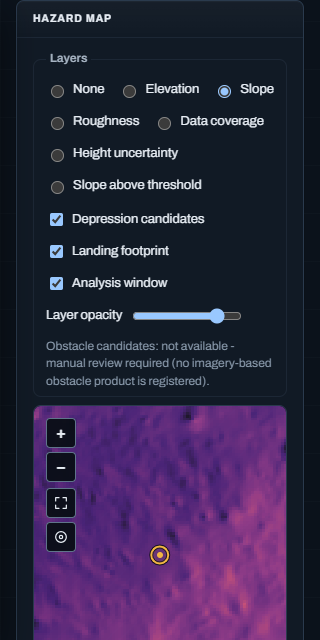 HAZARD MAP
Layers
None Elevation Slope
Roughness Data coverage
Height uncertainty
Slope above threshold
Depression candidates
Landing footprint
Analysis window
Layer opacity
Obstacle candidates: not available -
manual review required (no imagery-based
obstacle product is registered).
+
−